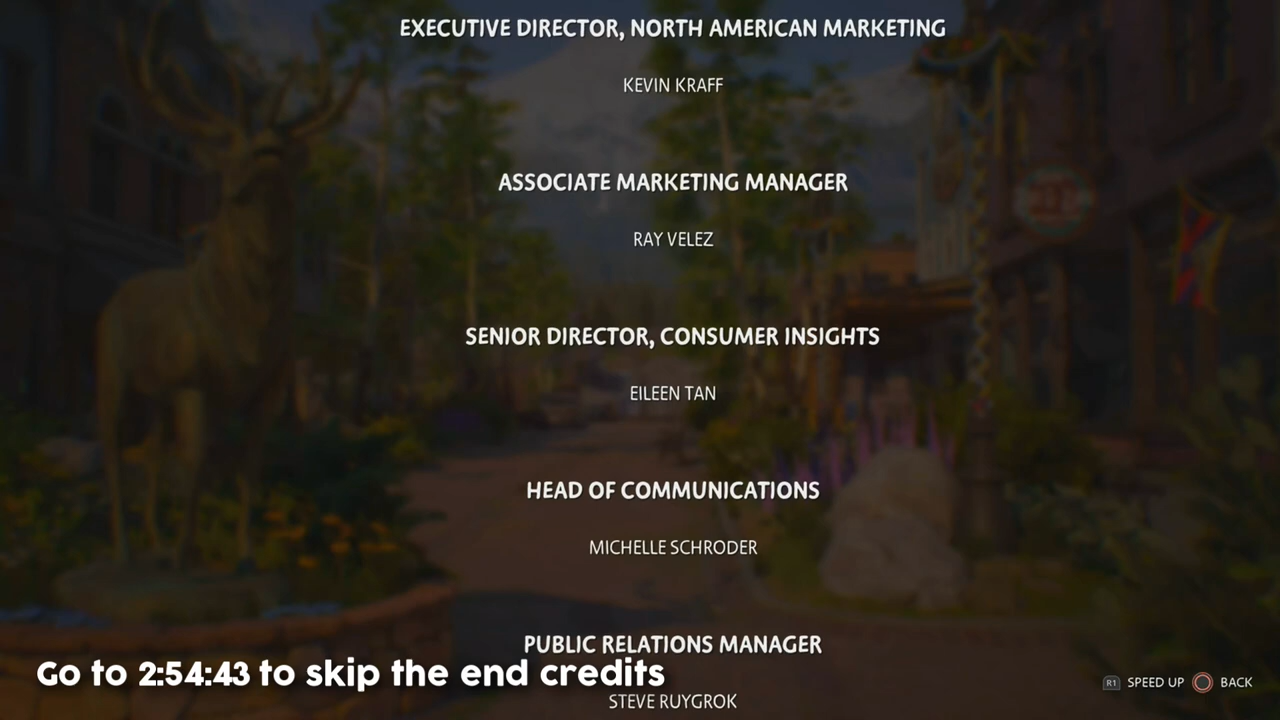 EXECUTIVE DIRECTOR, NORTH AMERICAN MARKETING
KEVIN KRAFF
ASSOCIATE MARKETING MANAGER
RAY VELEZ
SENIOR DIRECTOR, CONSUMER INSIGHTS
EILEEN TAN
HEAD OF COMMUNICATIONS
MICHELLE SCHRODER
PUBLIC RELATIONS MANAGER
Go to 2:54:43 to skip the end credits
STEVE RUYGROK
R1 SPEED UP BACK